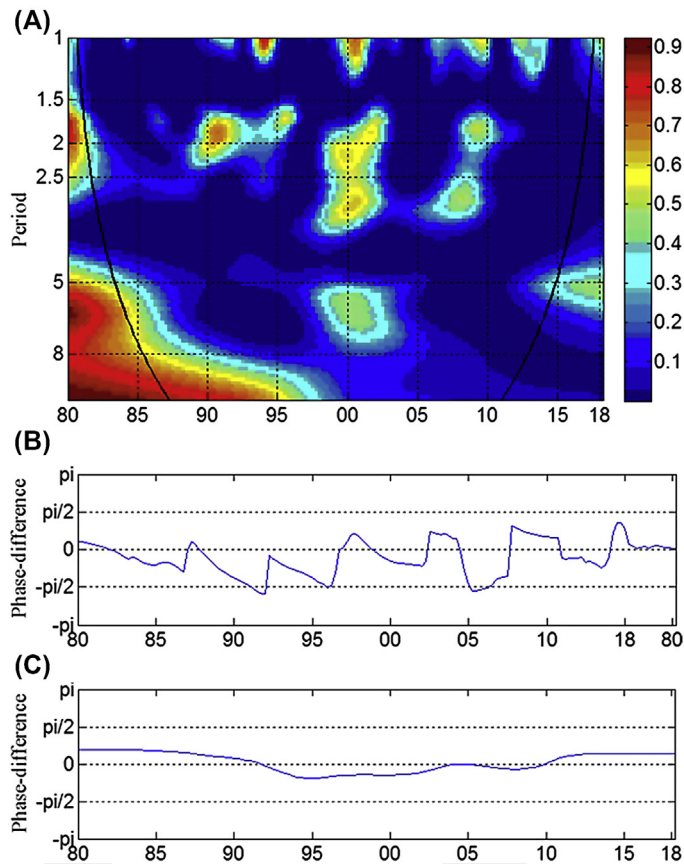 (A)
1
1.5
2
2.5
5
8
Period
80 85 90 95 00 05 10 15 18
0.9
0.8
0.7
0.6
0.5
0.4
0.3
0.2
0.1
(B)
pi
pi/2
0
-pi/2
-pi
Phase-difference
80 85 90 95 00 05 10 18 80
(C)
pi
pi/2
0
-pi/2
-pi
Phase-difference
80 85 90 95 00 05 10 15 18